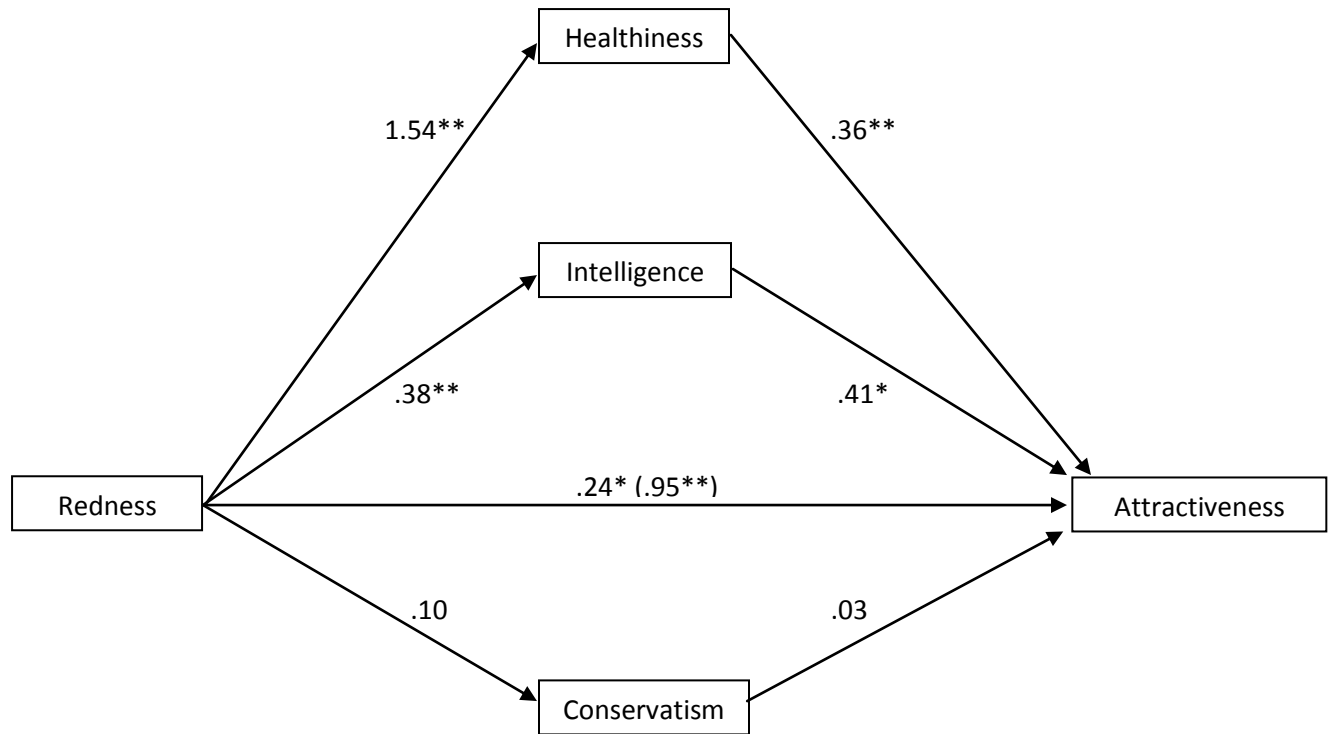 Healthiness
1.54**
.36**
Intelligence
.38**
.41*
.24* (.95**)
Redness
Attractiveness
.10
.03
Conservatism